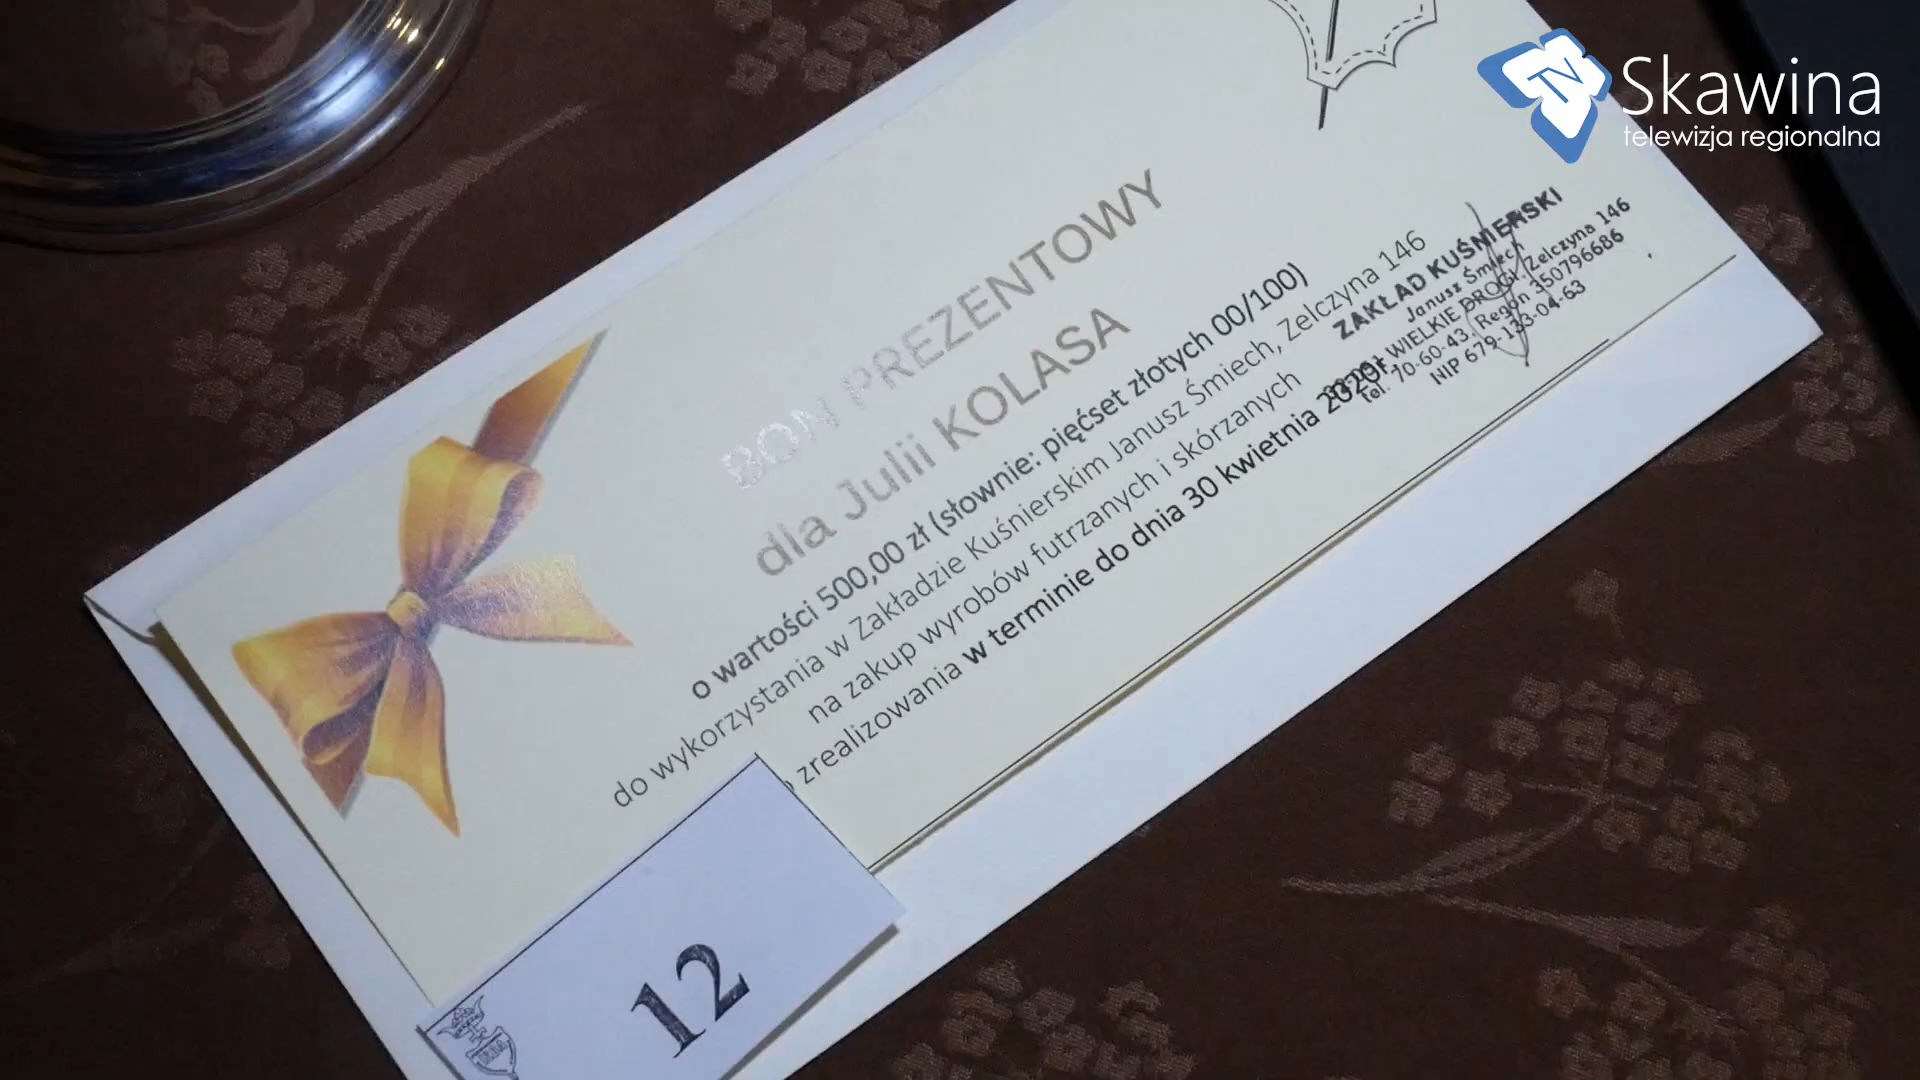 TV Skawina
telewizja regionalna
BON PREZENTOWY
dla Julii KOLASA
o wartości 500,00 zł (słownie: pięćset złotych 00/100)
do wykorzystania w Zakładzie Kuśnierskim Janusz Śmiech, Zelczyna 146
na zakup wyrobów futrzanych i skórzanych
zrealizowania w terminie do dnia 30 kwietnia 2020r.
ZAKŁAD KUŚNIERSKI
Janusz Śmiech
WIELKIE DROGI, Zelczyna 146
tel. 70-60-43, Regon 350796686
NIP 679-133-04-63
12